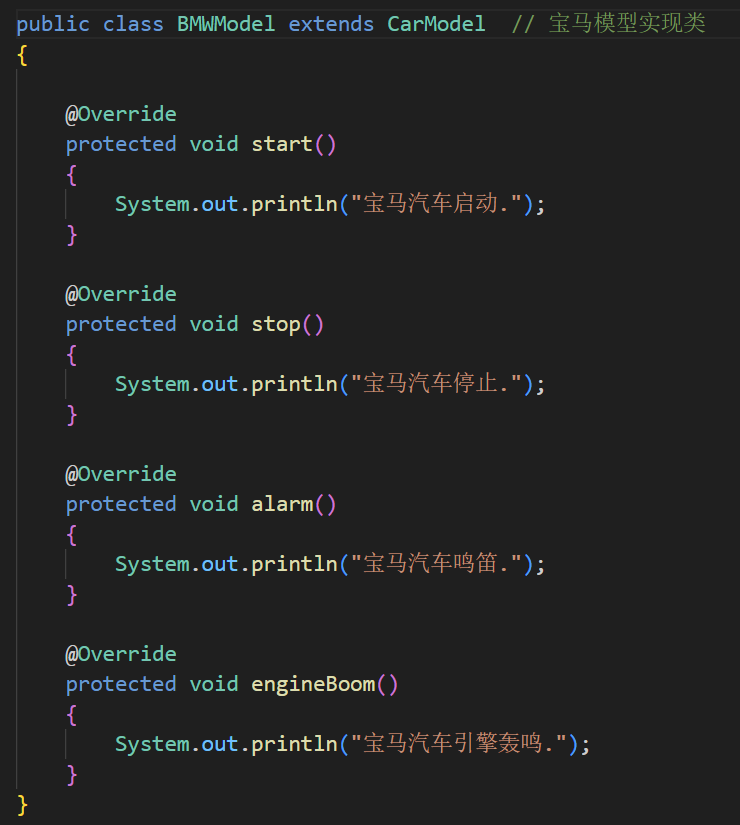 public class BMWModel extends CarModel  // 宝马模型实现类
{
    @Override
    protected void start()
    {
        System.out.println("宝马汽车启动.");
    }
    @Override
    protected void stop()
    {
        System.out.println("宝马汽车停止.");
    }
    @Override
    protected void alarm()
    {
        System.out.println("宝马汽车鸣笛.");
    }
    @Override
    protected void engineBoom()
    {
        System.out.println("宝马汽车引擎轰鸣.");
    }
}